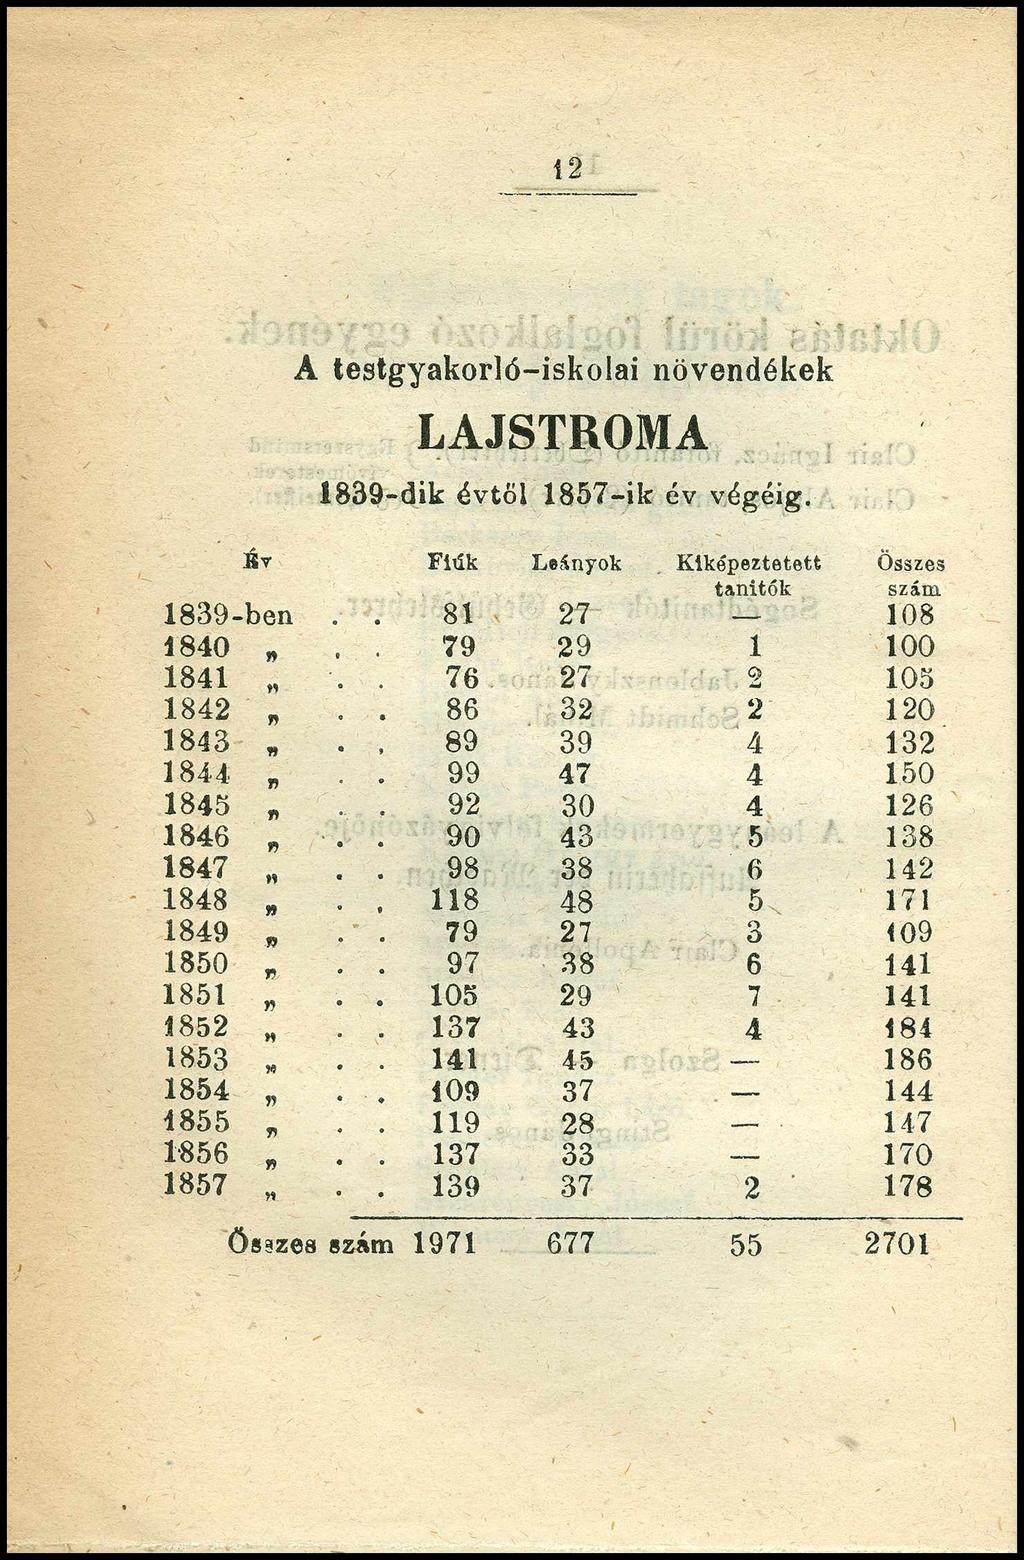 12
A testgyakorló-iskolai növendékek
LAJSTROMA
1839-dik évtől 1857-ik év végéig.
Év Fiúk Leányok Kiképeztetett tanitók Összes szám
1839-ben . . 81 27 — 108
1840 „ . . 79 29 1 100
1841 „ . . 76 27 2 105
1842 „ . . 86 32 2 120
1843 „ . . 89 39 4 132
1844 „ . . 99 47 4 150
1845 „ . . 92 30 4 126
1846 „ . . 90 43 5 138
1847 „ . . 98 38 6 142
1848 „ . . 118 48 5 171
1849 „ . . 79 27 3 109
1850 „ . . 97 38 6 141
1851 „ . . 105 29 7 141
1852 „ . . 137 43 4 184
1853 „ . . 141 45 — 186
1854 „ . . 109 37 — 144
1855 „ . . 119 28 — 147
1856 „ . . 137 33 — 170
1857 „ . . 139 37 2 178
Összes szám 1971 677 55 2701